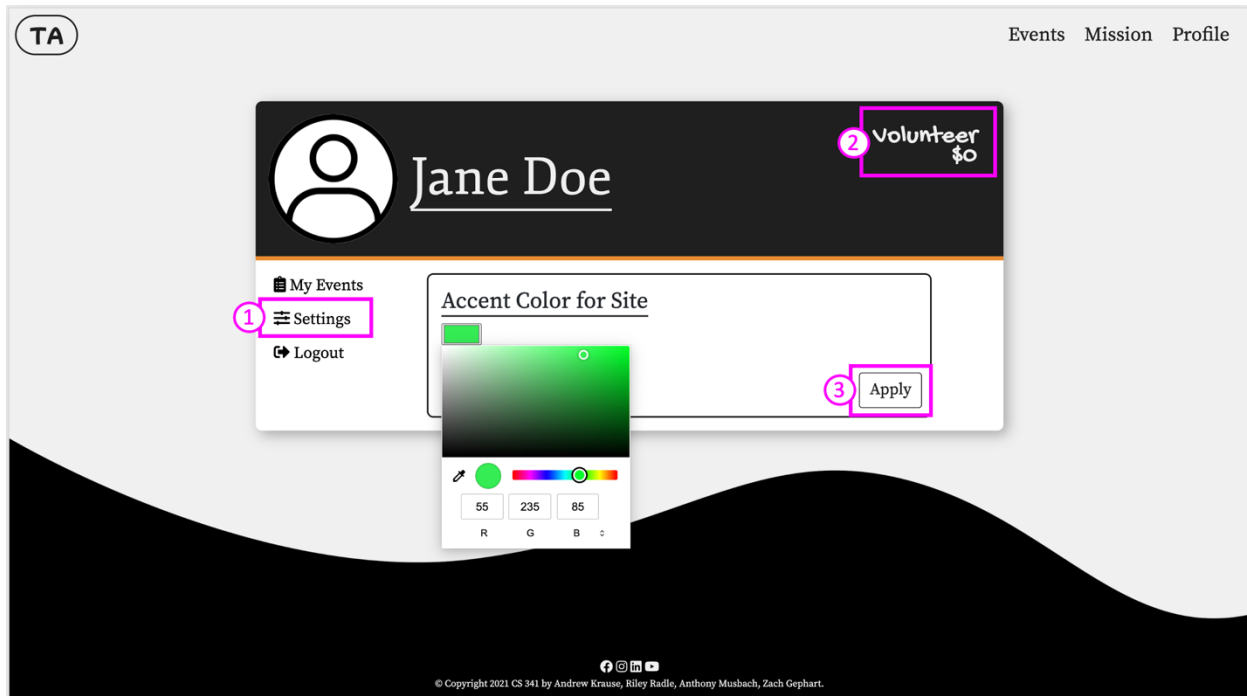 TA
Events Mission Profile
2
Volunteer
$0
Jane Doe
My Events
1
Settings
Logout
Accent Color for Site
3
Apply
55 235 85
R G B
© Copyright 2021 CS 341 by Andrew Krause, Riley Radle, Anthony Musbach, Zach Gephart.